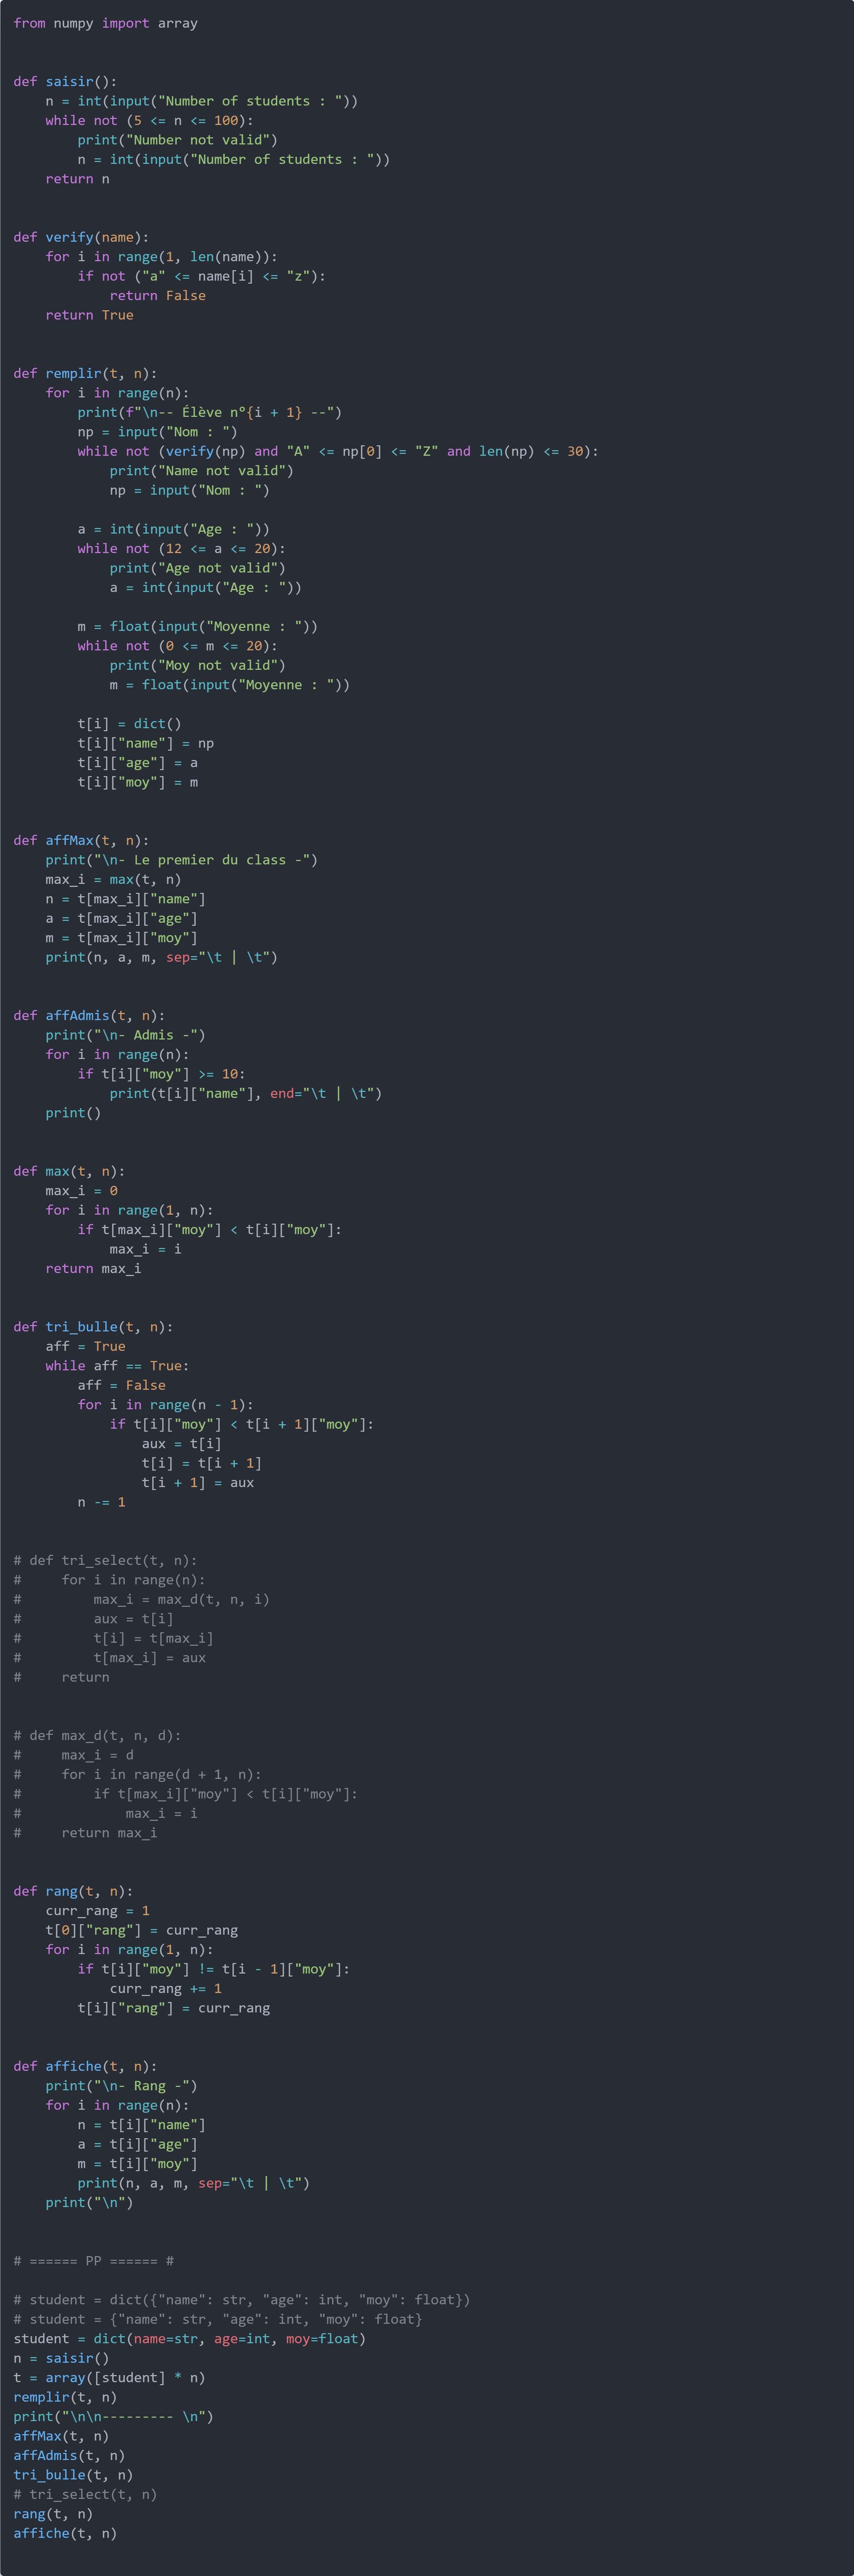 from numpy import array
def saisir():
    n = int(input("Number of students : "))
    while not (5 <= n <= 100):
        print("Number not valid")
        n = int(input("Number of students : "))
    return n
def verify(name):
    for i in range(1, len(name)):
        if not ("a" <= name[i] <= "z"):
            return False
    return True
def remplir(t, n):
    for i in range(n):
        print(f"\n-- Élève n°{i + 1} --")
        np = input("Nom : ")
        while not (verify(np) and "A" <= np[0] <= "Z" and len(np) <= 30):
            print("Name not valid")
            np = input("Nom : ")
        a = int(input("Age : "))
        while not (12 <= a <= 20):
            print("Age not valid")
            a = int(input("Age : "))
        m = float(input("Moyenne : "))
        while not (0 <= m <= 20):
            print("Moy not valid")
            m = float(input("Moyenne : "))
        t[i] = dict()
        t[i]["name"] = np
        t[i]["age"] = a
        t[i]["moy"] = m
def affMax(t, n):
    print("\n- Le premier du class -")
    max_i = max(t, n)
    n = t[max_i]["name"]
    a = t[max_i]["age"]
    m = t[max_i]["moy"]
    print(n, a, m, sep="\t | \t")
def affAdmis(t, n):
    print("\n- Admis -")
    for i in range(n):
        if t[i]["moy"] >= 10:
            print(t[i]["name"], end="\t | \t")
    print()
def max(t, n):
    max_i = 0
    for i in range(1, n):
        if t[max_i]["moy"] < t[i]["moy"]:
            max_i = i
    return max_i
def tri_bulle(t, n):
    aff = True
    while aff == True:
        aff = False
        for i in range(n - 1):
            if t[i]["moy"] < t[i + 1]["moy"]:
                aux = t[i]
                t[i] = t[i + 1]
                t[i + 1] = aux
        n -= 1
# def tri_select(t, n):
#     for i in range(n):
#         max_i = max_d(t, n, i)
#         aux = t[i]
#         t[i] = t[max_i]
#         t[max_i] = aux
#     return
# def max_d(t, n, d):
#     max_i = d
#     for i in range(d + 1, n):
#         if t[max_i]["moy"] < t[i]["moy"]:
#             max_i = i
#     return max_i
def rang(t, n):
    curr_rang = 1
    t[0]["rang"] = curr_rang
    for i in range(1, n):
        if t[i]["moy"] != t[i - 1]["moy"]:
            curr_rang += 1
        t[i]["rang"] = curr_rang
def affiche(t, n):
    print("\n- Rang -")
    for i in range(n):
        n = t[i]["name"]
        a = t[i]["age"]
        m = t[i]["moy"]
        print(n, a, m, sep="\t | \t")
    print("\n")
# ====== PP ====== #
# student = dict({"name": str, "age": int, "moy": float})
# student = {"name": str, "age": int, "moy": float}
student = dict(name=str, age=int, moy=float)
n = saisir()
t = array([student] * n)
remplir(t, n)
print("\n\n--------- \n")
affMax(t, n)
affAdmis(t, n)
tri_bulle(t, n)
# tri_select(t, n)
rang(t, n)
affiche(t, n)